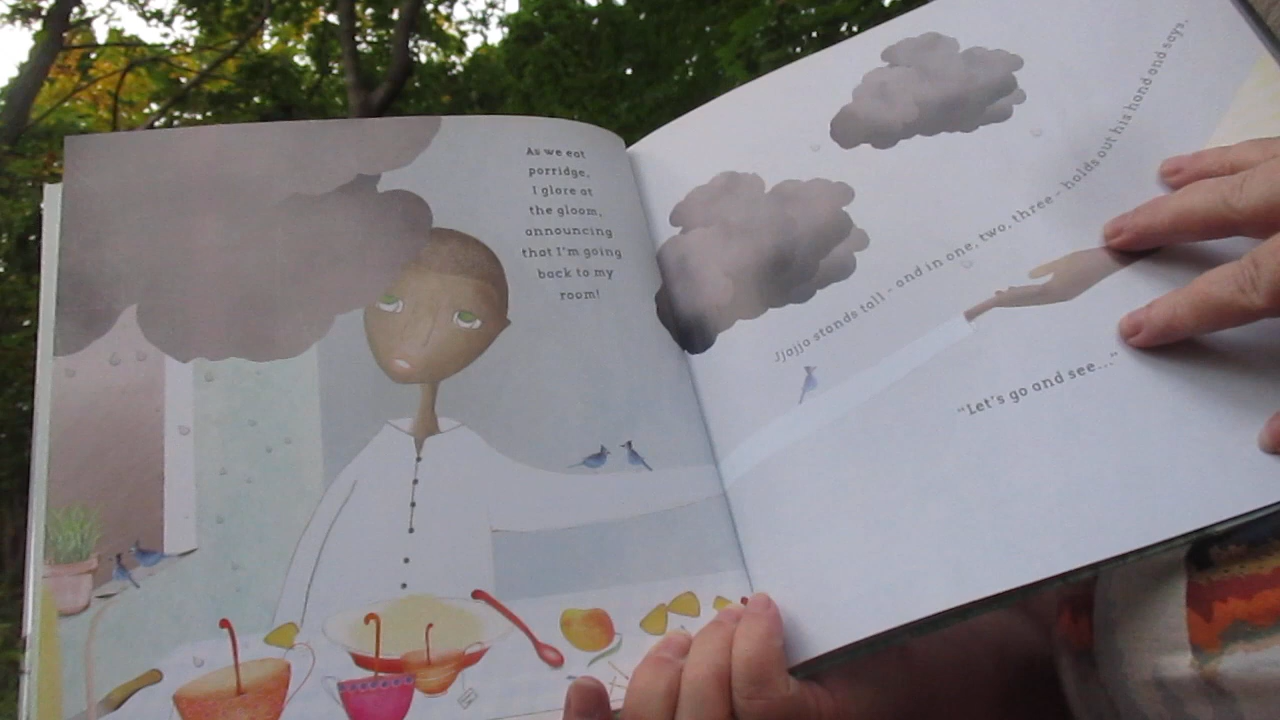 As we eat
porridge,
I glare at
the gloom,
announcing
that I'm going
back to my
room!
Jjajja stands tall - and in one, two, three - holds out his hand and says,
"Let's go and see..."